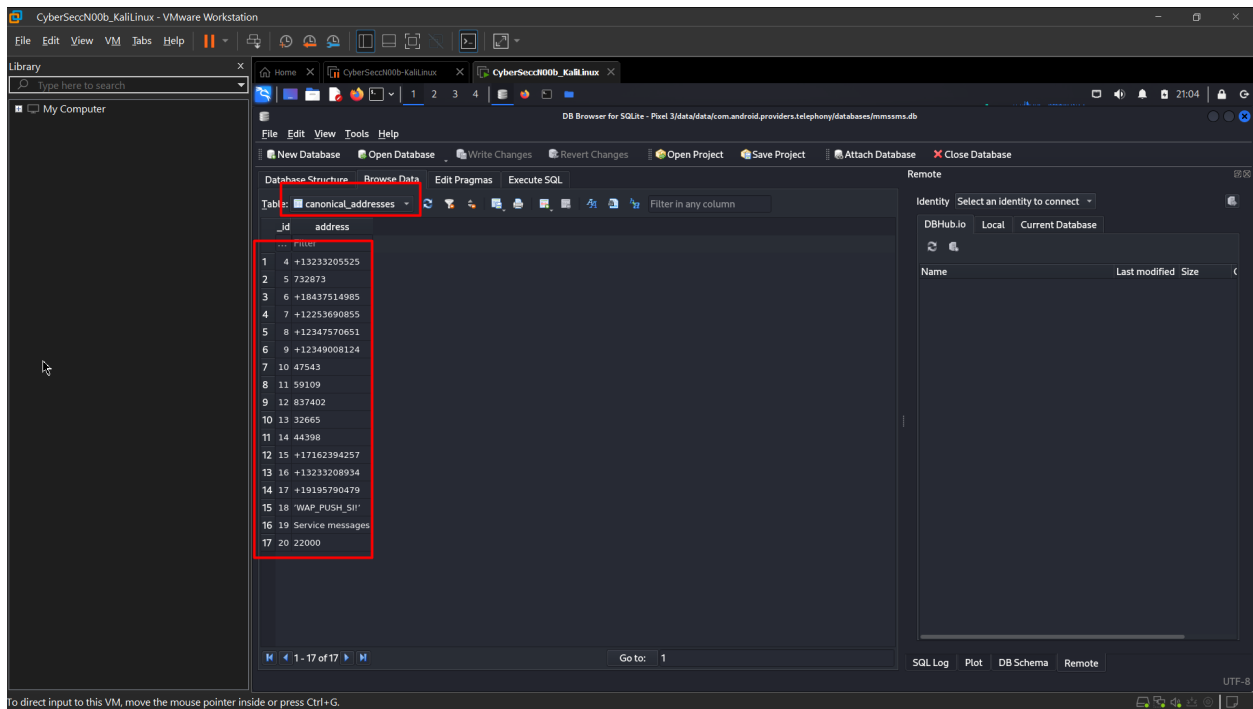 CyberSeccN00b_KaliLinux - VMware Workstation
File Edit View VM Tabs Help
Library X
Type here to search
My Computer
Home X CyberSeccN00b-KaliLinux X CyberSeccN00b_KaliLinux X
1 2 3 4 21:04
DB Browser for SQLite - Pixel 3/data/data/com.android.providers.telephony/databases/mmssms.db
File Edit View Tools Help
New Database Open Database Write Changes Revert Changes Open Project Save Project Attach Database Close Database
Database Structure Browse Data Edit Pragmas Execute SQL
Table: canonical_addresses Filter in any column
_id address
... Filter
1 4 +13233205525
2 5 732873
3 6 +18437514985
4 7 +12253690855
5 8 +12347570651
6 9 +12349008124
7 10 47543
8 11 59109
9 12 837402
10 13 32665
11 14 44398
12 15 +17162394257
13 16 +13233208934
14 17 +19195790479
15 18 'WAP_PUSH_SI!'
16 19 Service messages
17 20 22000
1 - 17 of 17 Go to: 1
Remote
Identity Select an identity to connect
DBHub.io Local Current Database
Name Last modified Size
SQL Log Plot DB Schema Remote
UTF-8
To direct input to this VM, move the mouse pointer inside or press Ctrl+G.